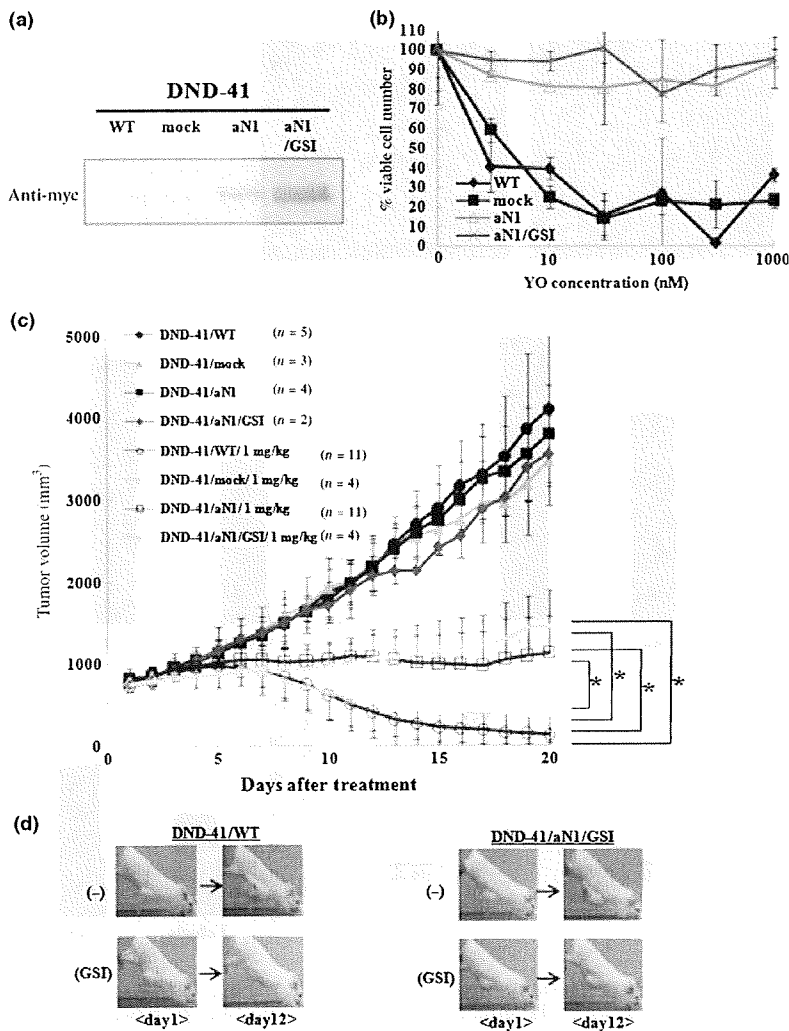 (a)
DND-41
WT mock aN1 aN1
/GSI
Anti-myc
(b)
110
100
90
80
70
60
50
40
30
20
10
0
% viable cell number
WT
mock
aN1
aN1/GSI
0 10 100 1000
YO concentration (nM)
(c)
5000
4000
3000
2000
1000
0
Tumor volume (mm³)
DND-41/WT (n = 5)
DND-41/mock (n = 3)
DND-41/aN1 (n = 4)
DND-41/aN1/GSI (n = 2)
DND-41/WT/1 mg/kg (n = 11)
DND-41/mock/1 mg/kg (n = 4)
DND-41/aN1/1 mg/kg (n = 11)
DND-41/aN1/GSI/1 mg/kg (n = 4)
* * * *
0 5 10 15 20
Days after treatment
(d)
DND-41/WT
(–)
(GSI)
<day1> <day12>
DND-41/aN1/GSI
(–)
(GSI)
<day1> <day12>